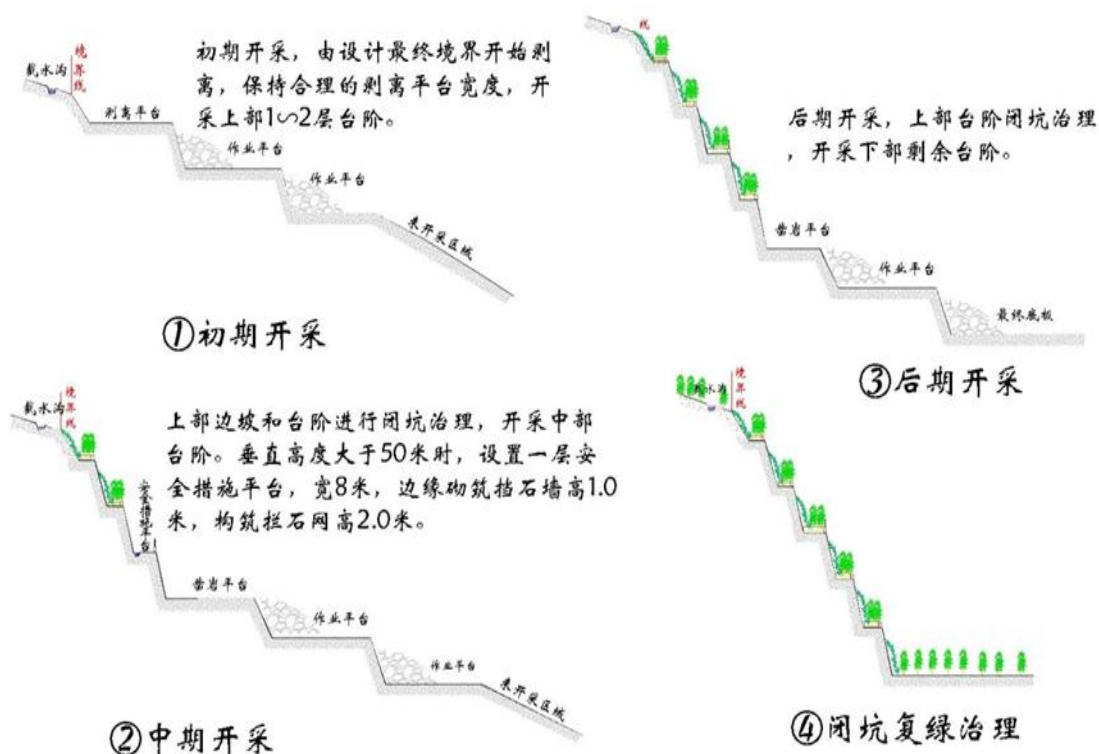 截水沟
境界线
初期开采，由设计最终境界开始剥
离，保持合理的剥离平台宽度，开
采上部1∽2层台阶。
剥离平台
作业平台
作业平台
未开采区域
①初期开采
截水沟
境界线
上部边坡和台阶进行闭坑治理，开采中部
台阶。垂直高度大于50米时，设置一层安
全措施平台，宽8米，边缘砌筑挡石墙高1.0
米，构筑拦石网高2.0米。
安全措施平台
凿岩平台
作业平台
作业平台
未开采区域
②中期开采
线
后期开采，上部台阶闭坑治理
，开采下部剩余台阶。
凿岩平台
作业平台
最终底板
③后期开采
水沟
境界线
④闭坑复绿治理